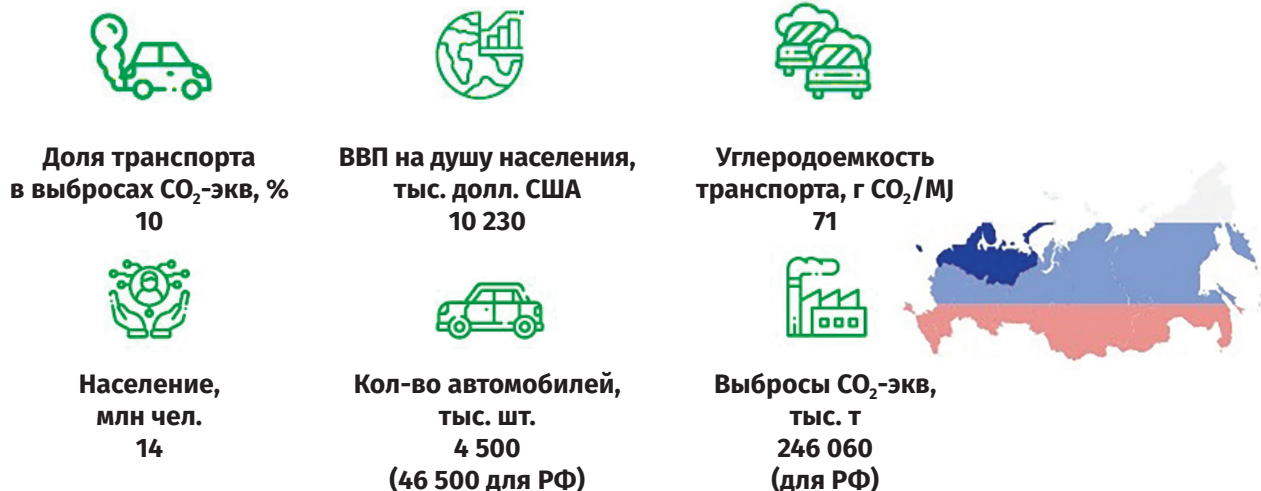 Доля транспорта
в выбросах CO₂-экв, %
10
ВВП на душу населения,
тыс. долл. США
10 230
Углеродоемкость
транспорта, г CO₂/MJ
71
Население,
млн чел.
14
Кол-во автомобилей,
тыс. шт.
4 500
(46 500 для РФ)
Выбросы CO₂-экв,
тыс. т
246 060
(для РФ)